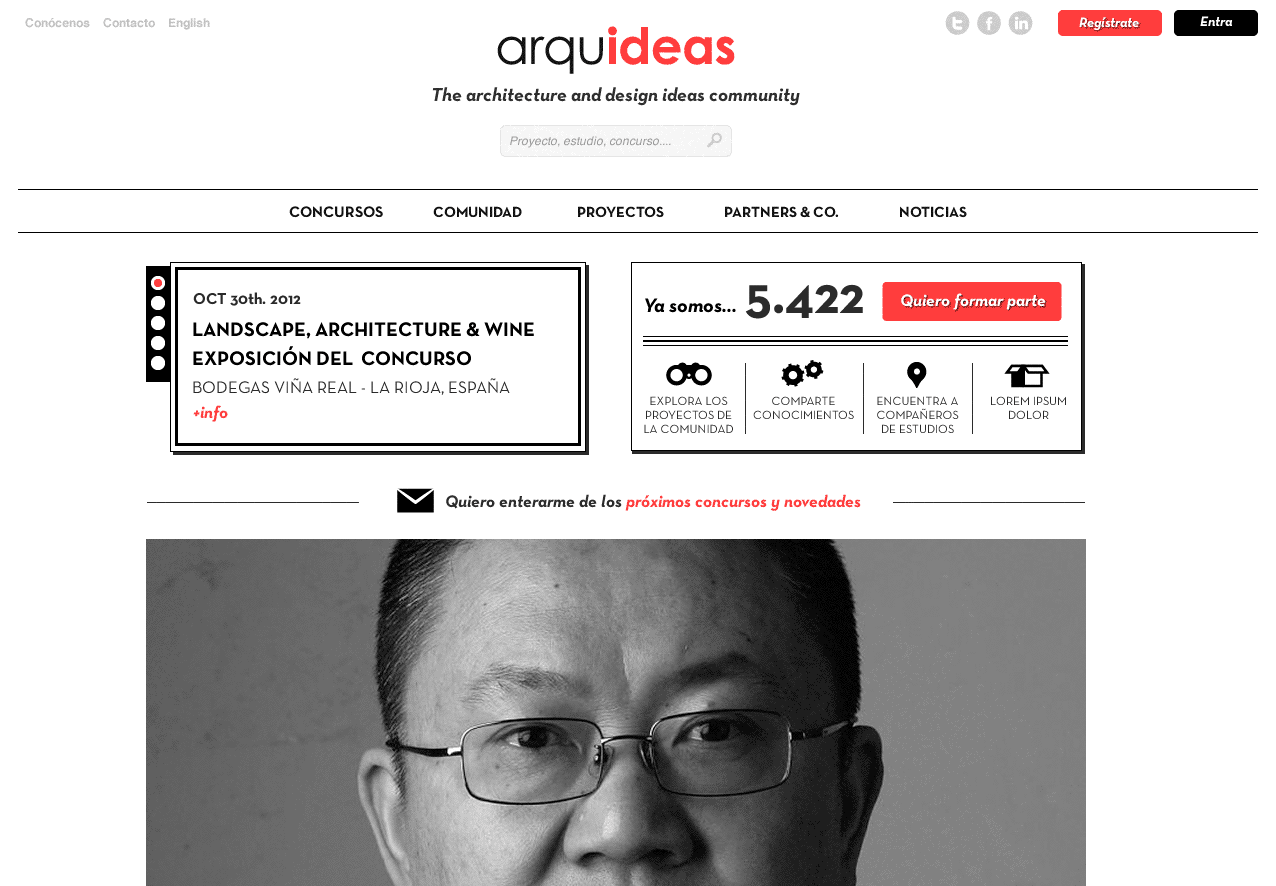 Conócenos Contacto English
Regístrate Entra
arquideas
The architecture and design ideas community
Proyecto, estudio, concurso....
CONCURSOS COMUNIDAD PROYECTOS PARTNERS & CO. NOTICIAS
OCT 30th. 2012
LANDSCAPE, ARCHITECTURE & WINE
EXPOSICIÓN DEL CONCURSO
BODEGAS VIÑA REAL - LA RIOJA, ESPAÑA
+info
Ya somos... 5.422 Quiero formar parte
EXPLORA LOS
PROYECTOS DE
LA COMUNIDAD
COMPARTE
CONOCIMIENTOS
ENCUENTRA A
COMPAÑEROS
DE ESTUDIOS
LOREM IPSUM
DOLOR
Quiero enterarme de los próximos concursos y novedades